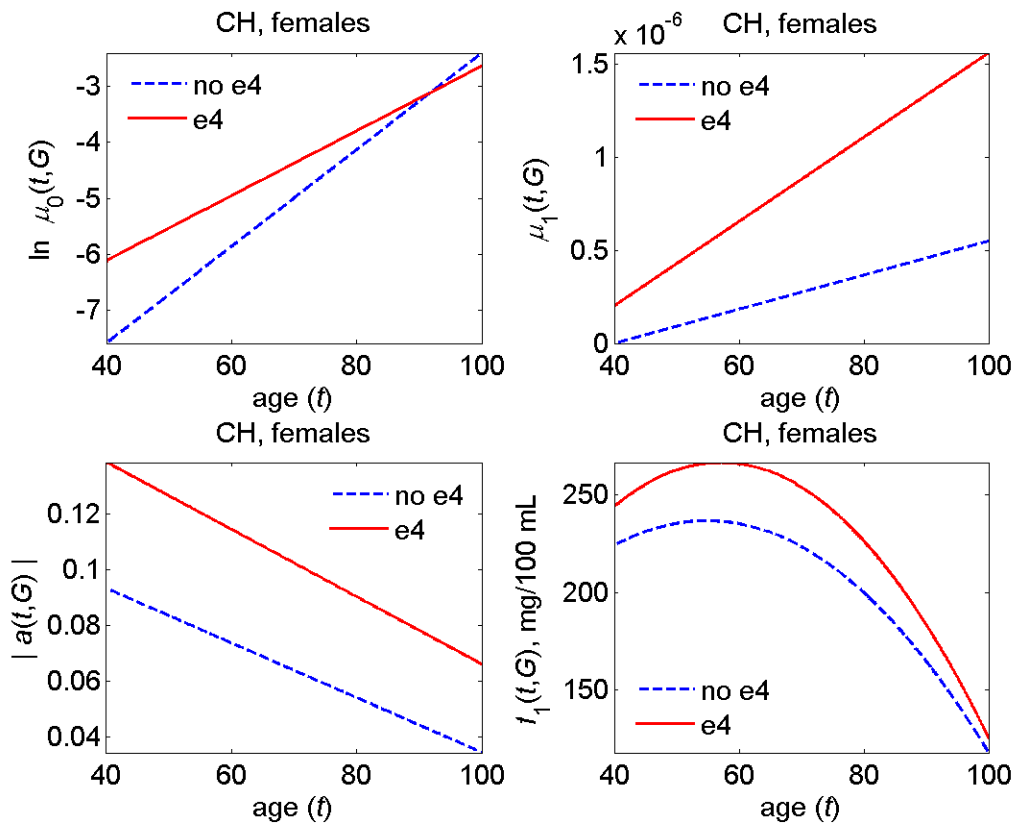 CH, females
-3
-4
-5
-6
-7
ln μ0(t,G)
no e4
e4
40 60 80 100
age (t)
CH, females
x 10-6
1.5
1
0.5
0
μ1(t,G)
no e4
e4
40 60 80 100
age (t)
CH, females
0.12
0.1
0.08
0.06
0.04
| a(t,G) |
no e4
e4
40 60 80 100
age (t)
CH, females
250
200
150
f1(t,G), mg/100 mL
no e4
e4
40 60 80 100
age (t)